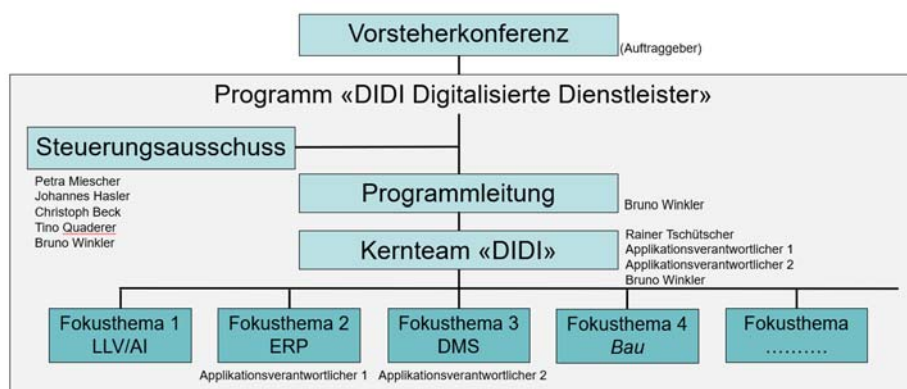 Vorsteherkonferenz
(Auftraggeber)
Programm «DIDI Digitalisierte Dienstleister»
Steuerungsausschuss
Petra Miescher
Johannes Hasler
Christoph Beck
Tino Quaderer
Bruno Winkler
Programmleitung
Bruno Winkler
Kernteam «DIDI»
Rainer Tschütscher
Applikationsverantwortlicher 1
Applikationsverantwortlicher 2
Bruno Winkler
Fokusthema 1
LLV/AI
Fokusthema 2
ERP
Applikationsverantwortlicher 1
Fokusthema 3
DMS
Applikationsverantwortlicher 2
Fokusthema 4
Bau
Fokusthema
……….